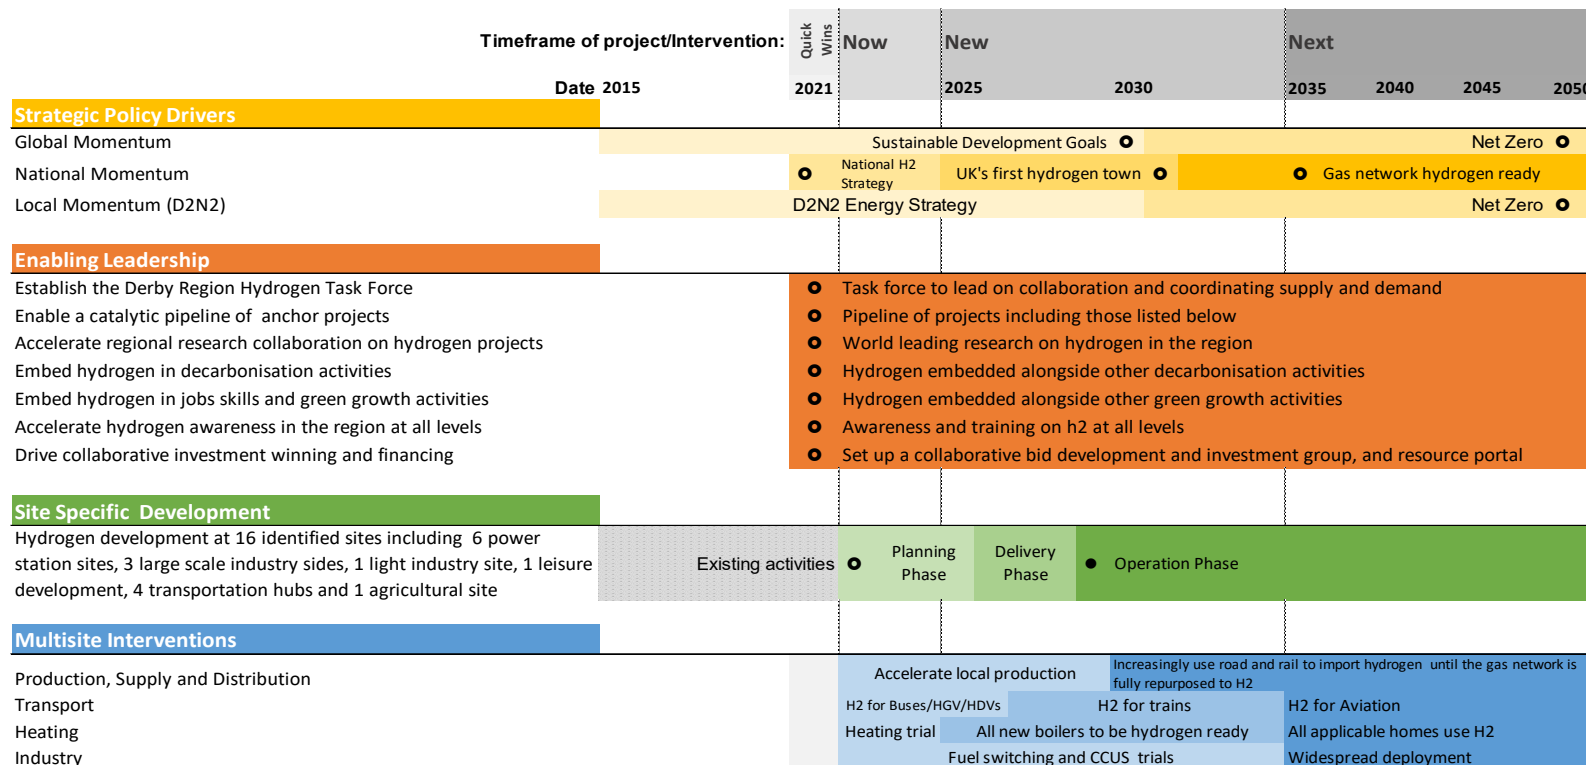 Timeframe of project/Intervention: Quick Wins Now New Next
Date 2015 2021 2025 2030 2035 2040 2045 2050
Strategic Policy Drivers
Global Momentum Sustainable Development Goals Net Zero
National Momentum National H2 Strategy UK's first hydrogen town Gas network hydrogen ready
Local Momentum (D2N2) D2N2 Energy Strategy Net Zero
Enabling Leadership
Establish the Derby Region Hydrogen Task Force Task force to lead on collaboration and coordinating supply and demand
Enable a catalytic pipeline of anchor projects Pipeline of projects including those listed below
Accelerate regional research collaboration on hydrogen projects World leading research on hydrogen in the region
Embed hydrogen in decarbonisation activities Hydrogen embedded alongside other decarbonisation activities
Embed hydrogen in jobs skills and green growth activities Hydrogen embedded alongside other green growth activities
Accelerate hydrogen awareness in the region at all levels Awareness and training on h2 at all levels
Drive collaborative investment winning and financing Set up a collaborative bid development and investment group, and resource portal
Site Specific Development
Hydrogen development at 16 identified sites including 6 power
station sites, 3 large scale industry sides, 1 light industry site, 1 leisure
development, 4 transportation hubs and 1 agricultural site
Existing activities
Planning
Phase
Delivery
Phase
Operation Phase
Multisite Interventions
Production, Supply and Distribution
Accelerate local production
Increasingly use road and rail to import hydrogen until the gas network is
fully repurposed to H2
Transport H2 for Buses/HGV/HDVs H2 for trains H2 for Aviation
Heating Heating trial All new boilers to be hydrogen ready All applicable homes use H2
Industry Fuel switching and CCUS trials Widespread deployment